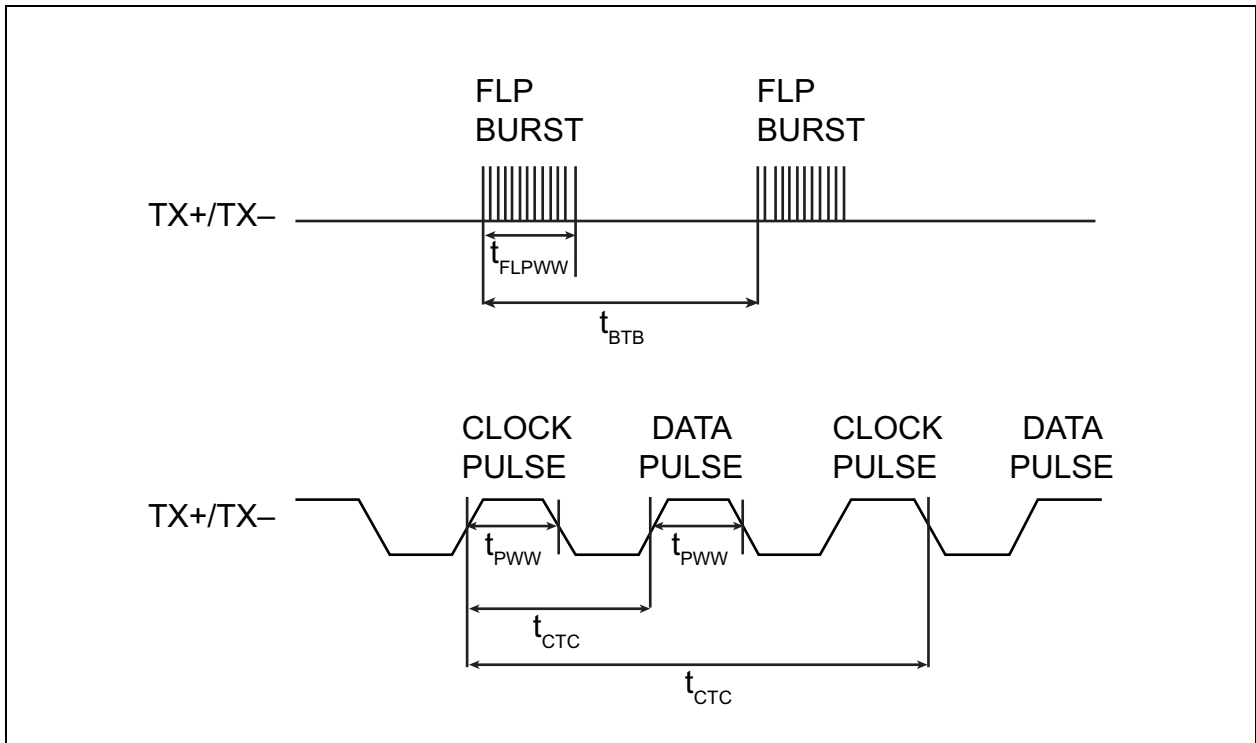 FLP FLP
BURST BURST
TX+/TX–
tFLPWW
tBTB
CLOCK DATA CLOCK DATA
PULSE PULSE PULSE PULSE
TX+/TX–
tPWW tPWW
tCTC
tCTC